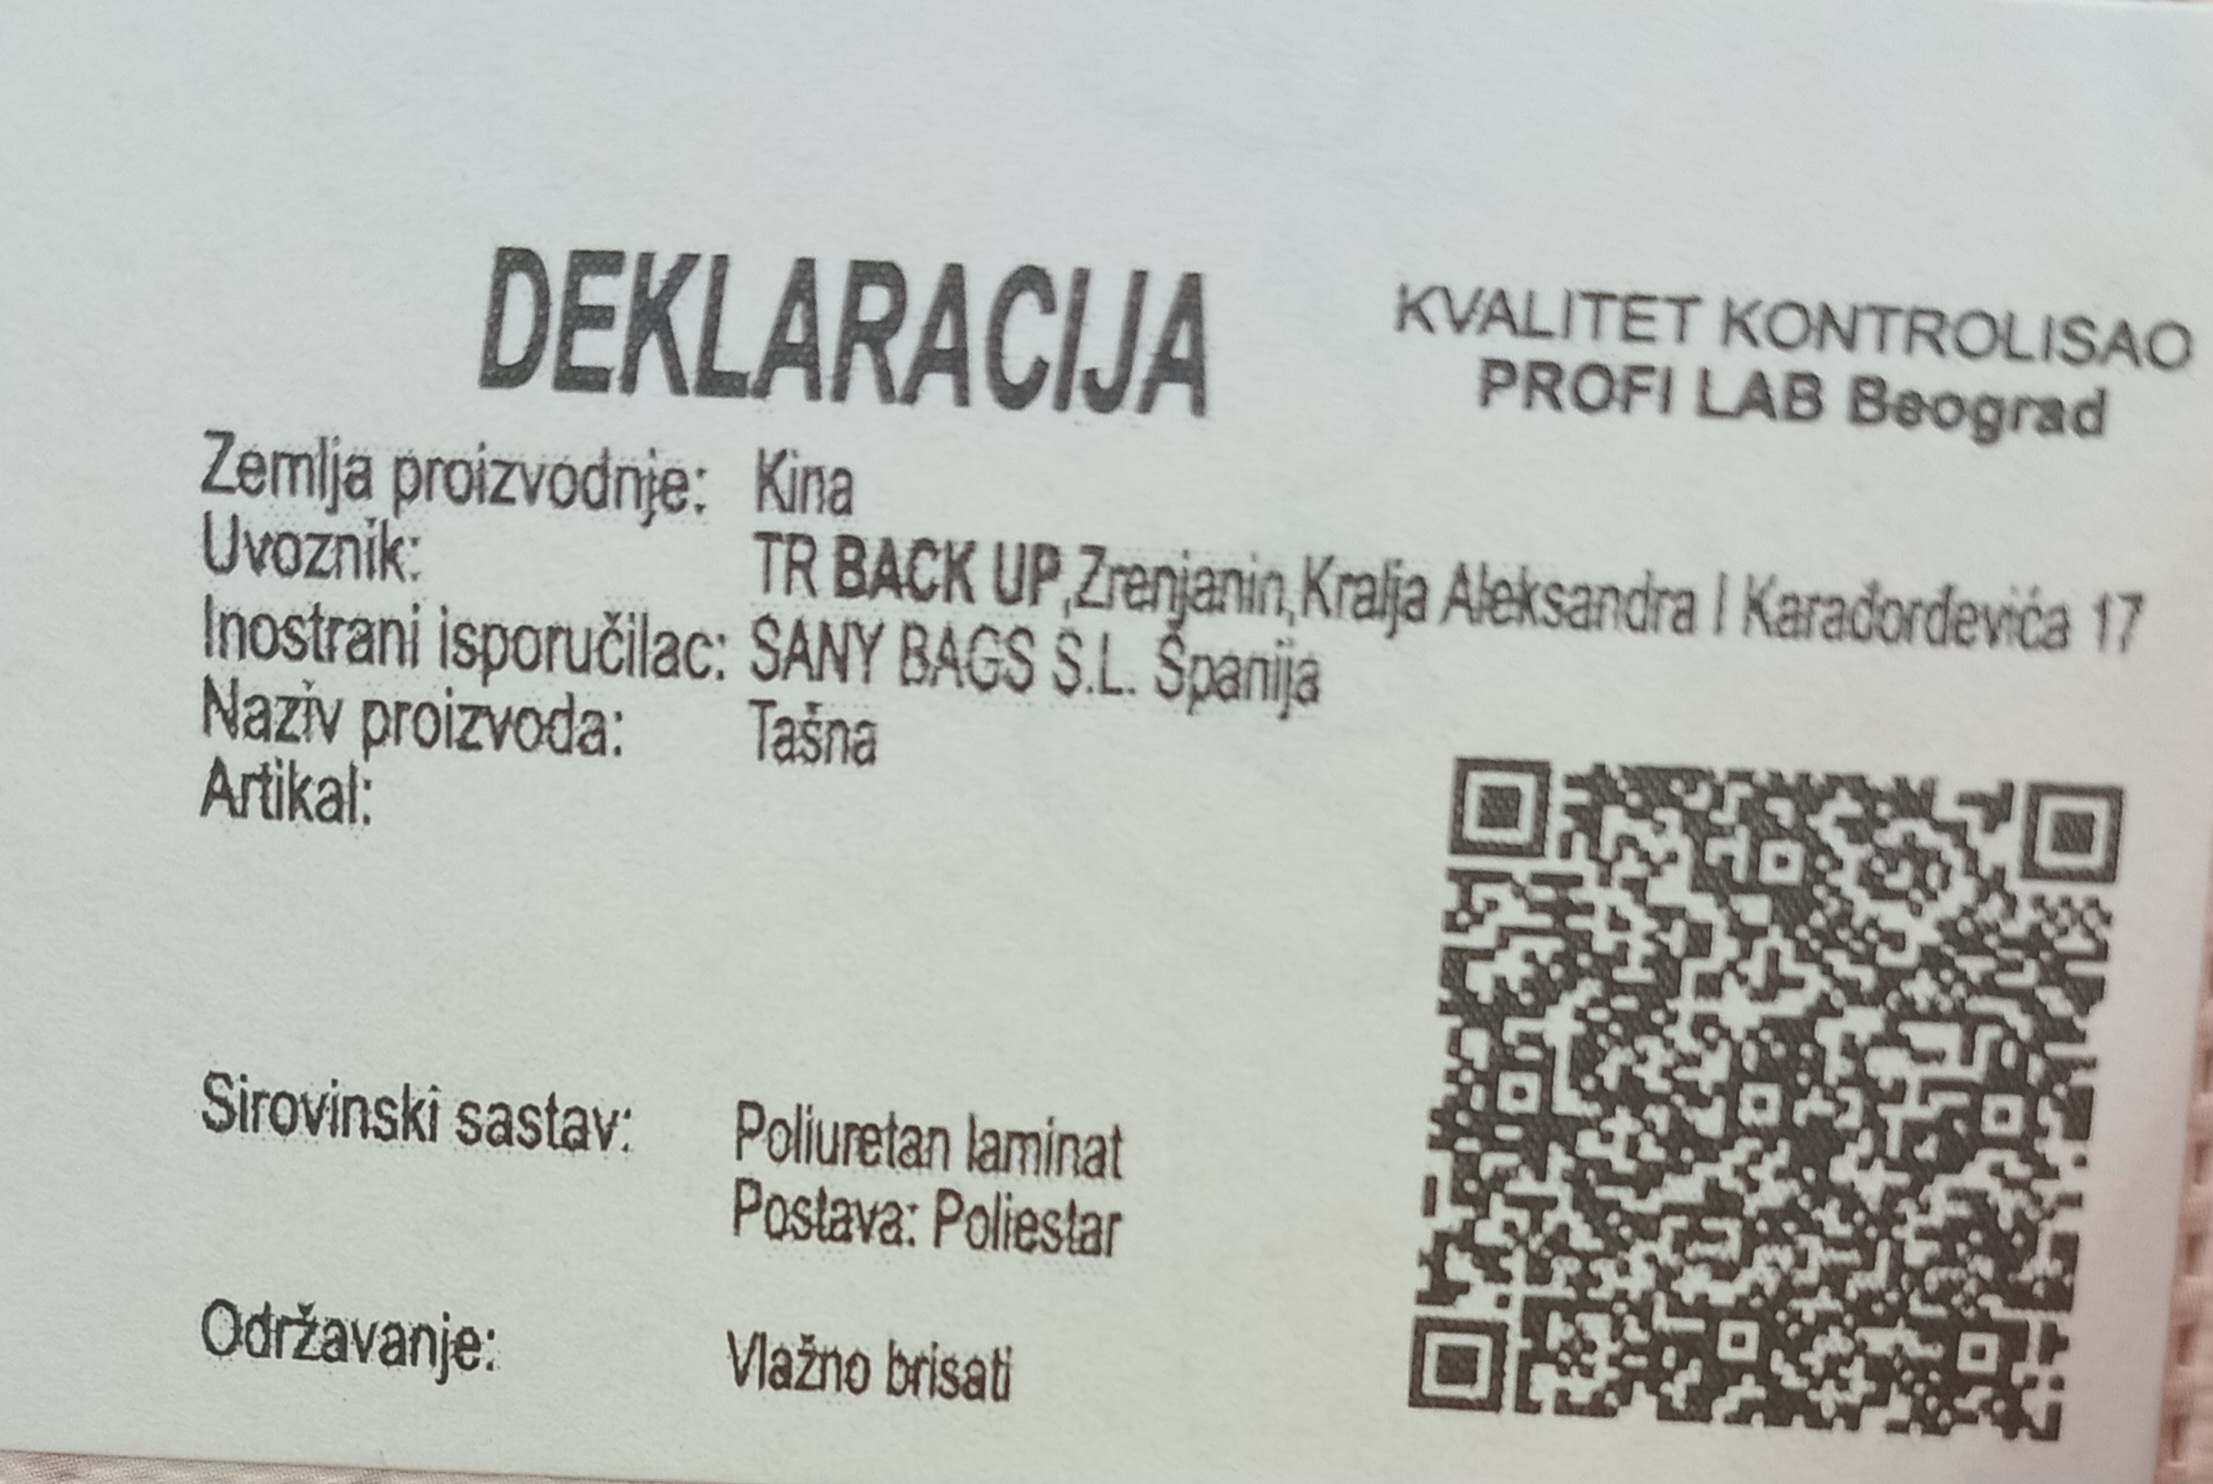 DEKLARACIJA
KVALITET KONTROLISAO
PROFI LAB Beograd
Zemlja proizvodnje: Kina
Uvoznik: TR BACK UP,Zrenjanin,Kralja Aleksandra I Karađorđevića 17
Inostrani isporučilac: SANY BAGS S.L. Španija
Naziv proizvoda: Tašna
Artikal:
Sirovinski sastav: Poliuretan laminat
Postava: Poliestar
Održavanje: Vlažno brisati